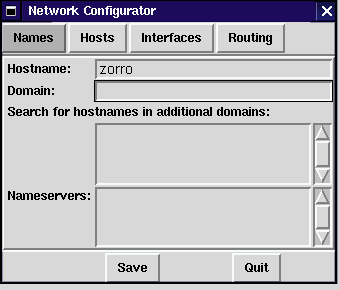 Network Configurator
Names Hosts Interfaces Routing
Hostname: zorro
Domain:
Search for hostnames in additional domains:
Nameservers:
Save Quit